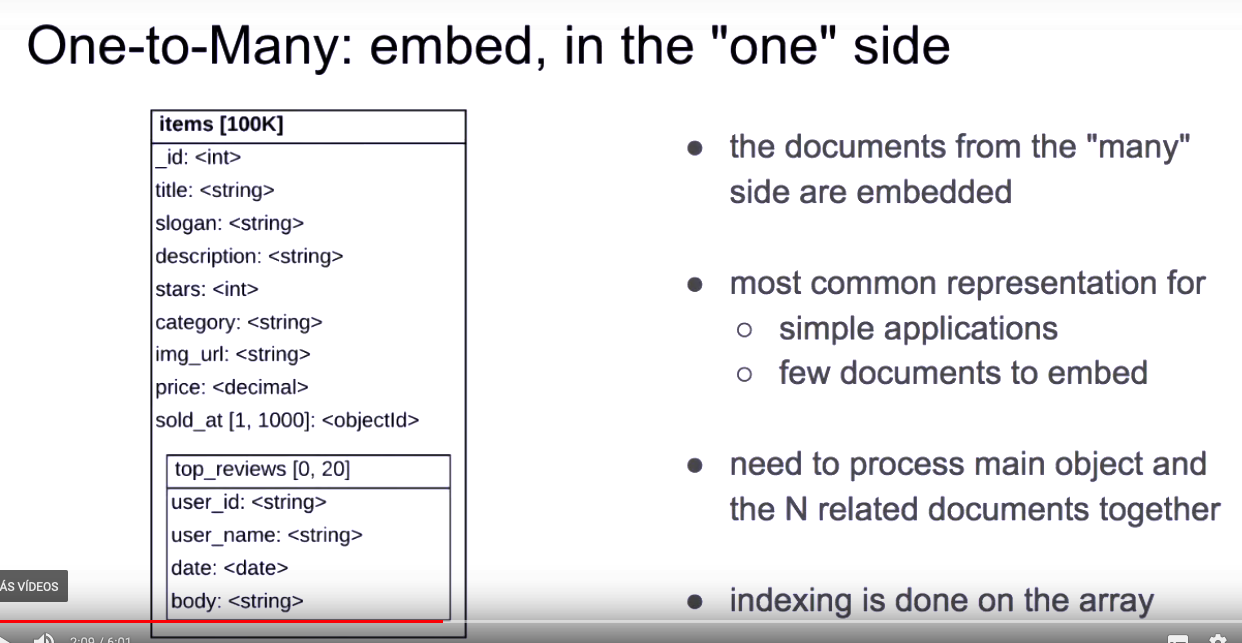 One-to-Many: embed, in the "one" side
items [100K]
_id: <int>
title: <string>
slogan: <string>
description: <string>
stars: <int>
category: <string>
img_url: <string>
price: <decimal>
sold_at [1, 1000]: <objectId>
top_reviews [0, 20]
user_id: <string>
user_name: <string>
date: <date>
body: <string>
● the documents from the "many"
side are embedded
● most common representation for
○ simple applications
○ few documents to embed
● need to process main object and
the N related documents together
● indexing is done on the array
ÁS VÍDEOS
2:09 / 6:01